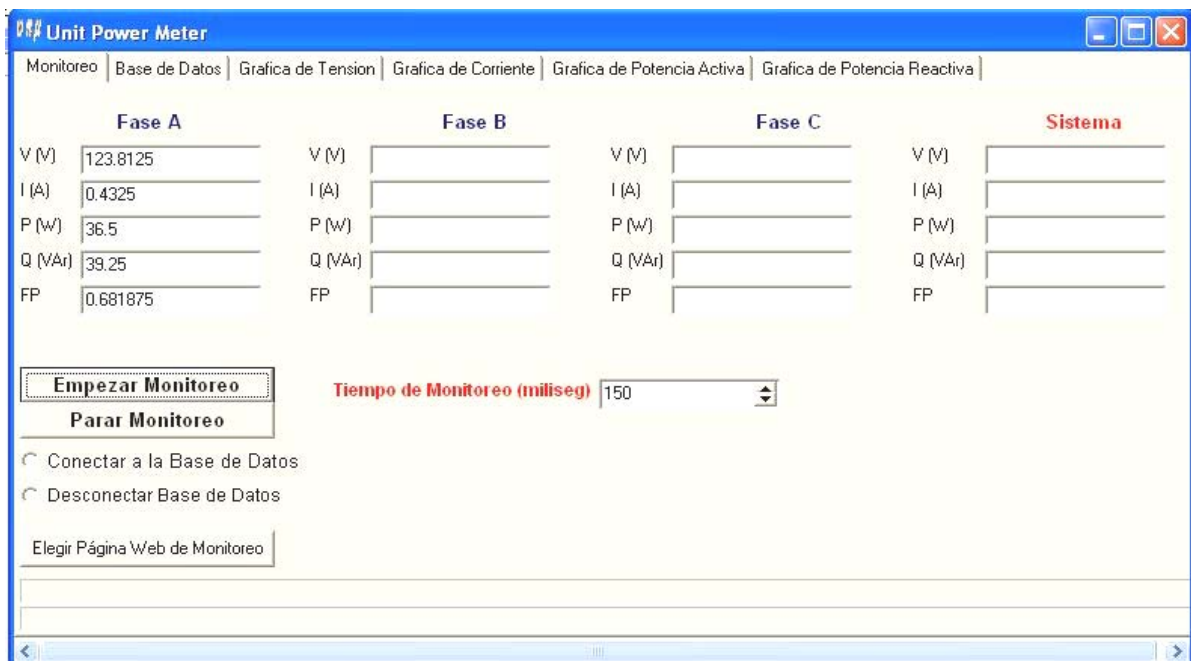 Unit Power Meter
Monitoreo Base de Datos Grafica de Tension Grafica de Corriente Grafica de Potencia Activa Grafica de Potencia Reactiva
Fase A Fase B Fase C Sistema
V (V) 123.8125 V (V) V (V) V (V)
I (A) 0.4325 I (A) I (A) I (A)
P (W) 36.5 P (W) P (W) P (W)
Q (VAr) 39.25 Q (VAr) Q (VAr) Q (VAr)
FP 0.681875 FP FP FP
Empezar Monitoreo Tiempo de Monitoreo (miliseg) 150
Parar Monitoreo
Conectar a la Base de Datos
Desconectar Base de Datos
Elegir Página Web de Monitoreo